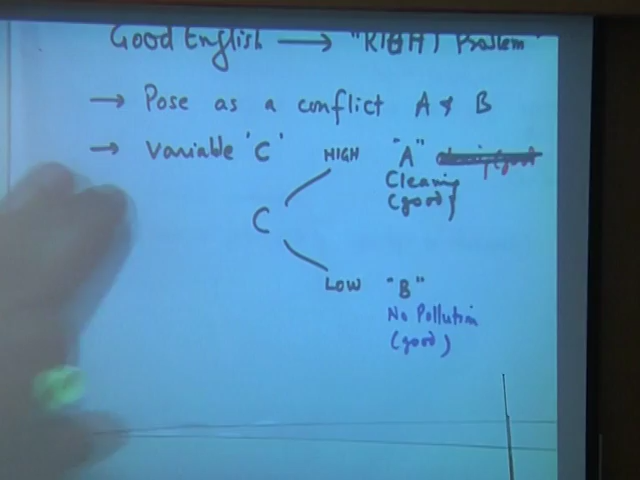 Good English → "RIGHT) Problem"
→ Pose as a conflict A & B
→ Variable 'C' HIGH "A"
Cleaning
(good)
C
LOW "B"
No Pollution
(good)